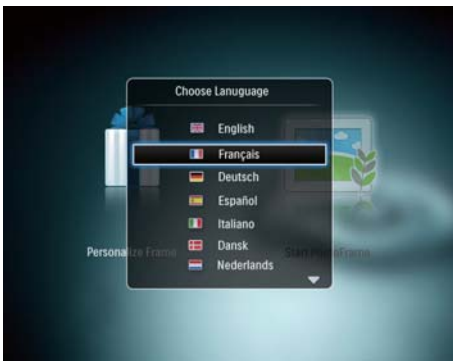 Choose Lanuguage
English
Français
Deutsch
Español
Italiano
Dansk
Nederlands
Personalize Frame
Start PhotoFrame